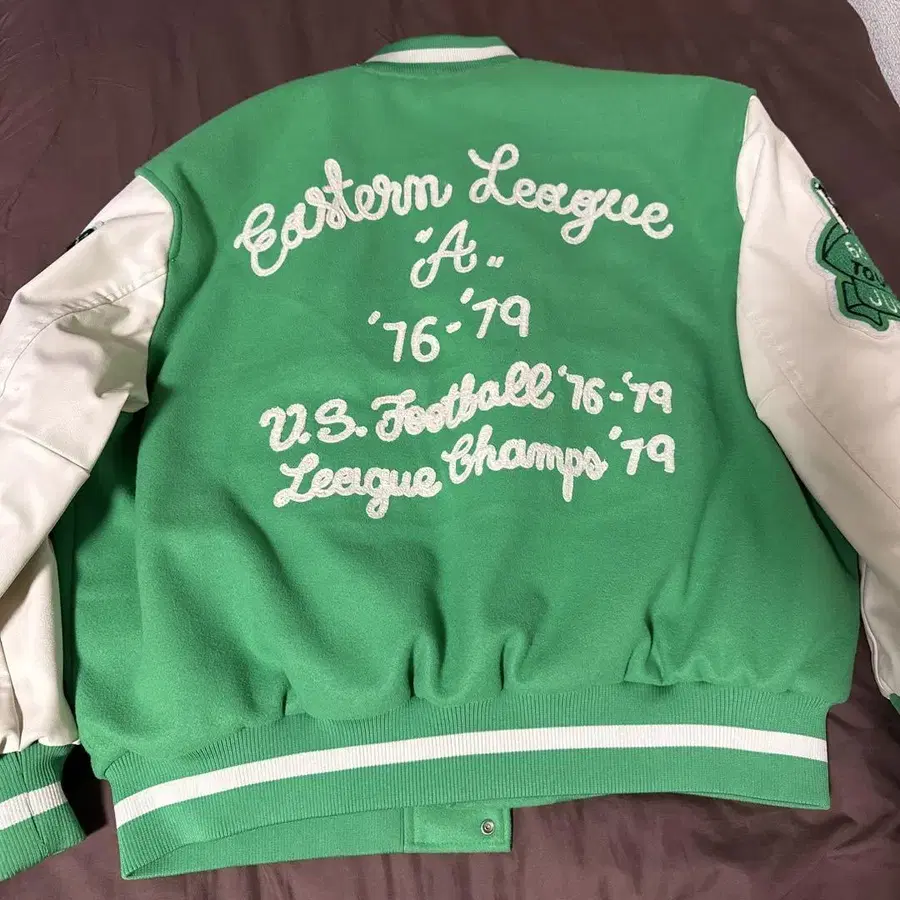 Eastern League
"A"
'76-'79
U.S. Football '76-'79
League Champs '79